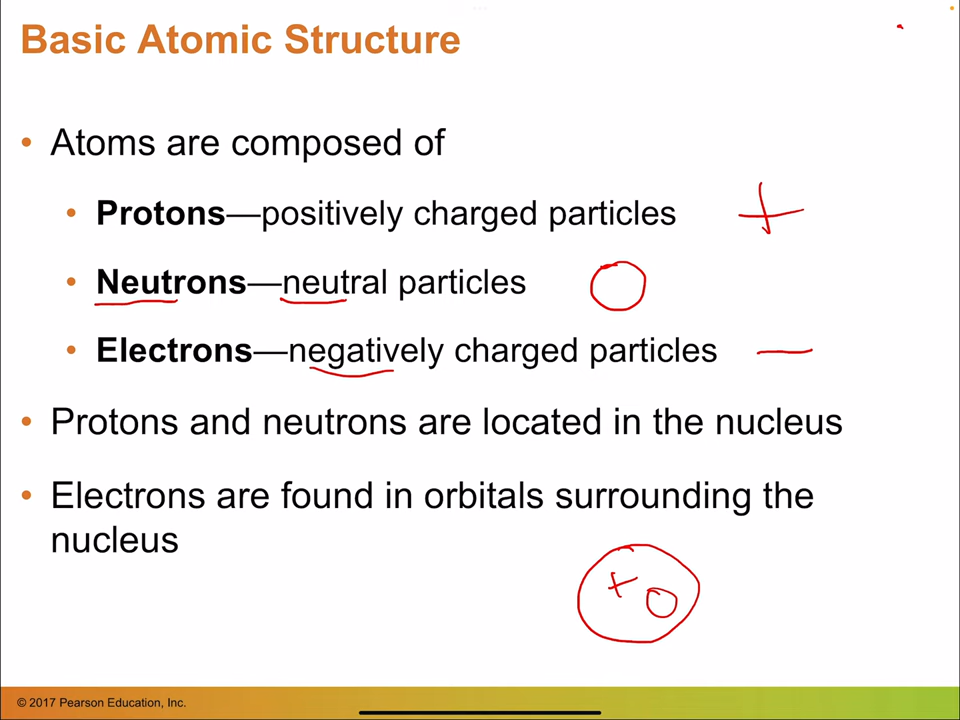 Basic Atomic Structure
• Atoms are composed of
• Protons—positively charged particles +
• Neutrons—neutral particles O
• Electrons—negatively charged particles —
• Protons and neutrons are located in the nucleus
• Electrons are found in orbitals surrounding the
nucleus
+ O
© 2017 Pearson Education, Inc.